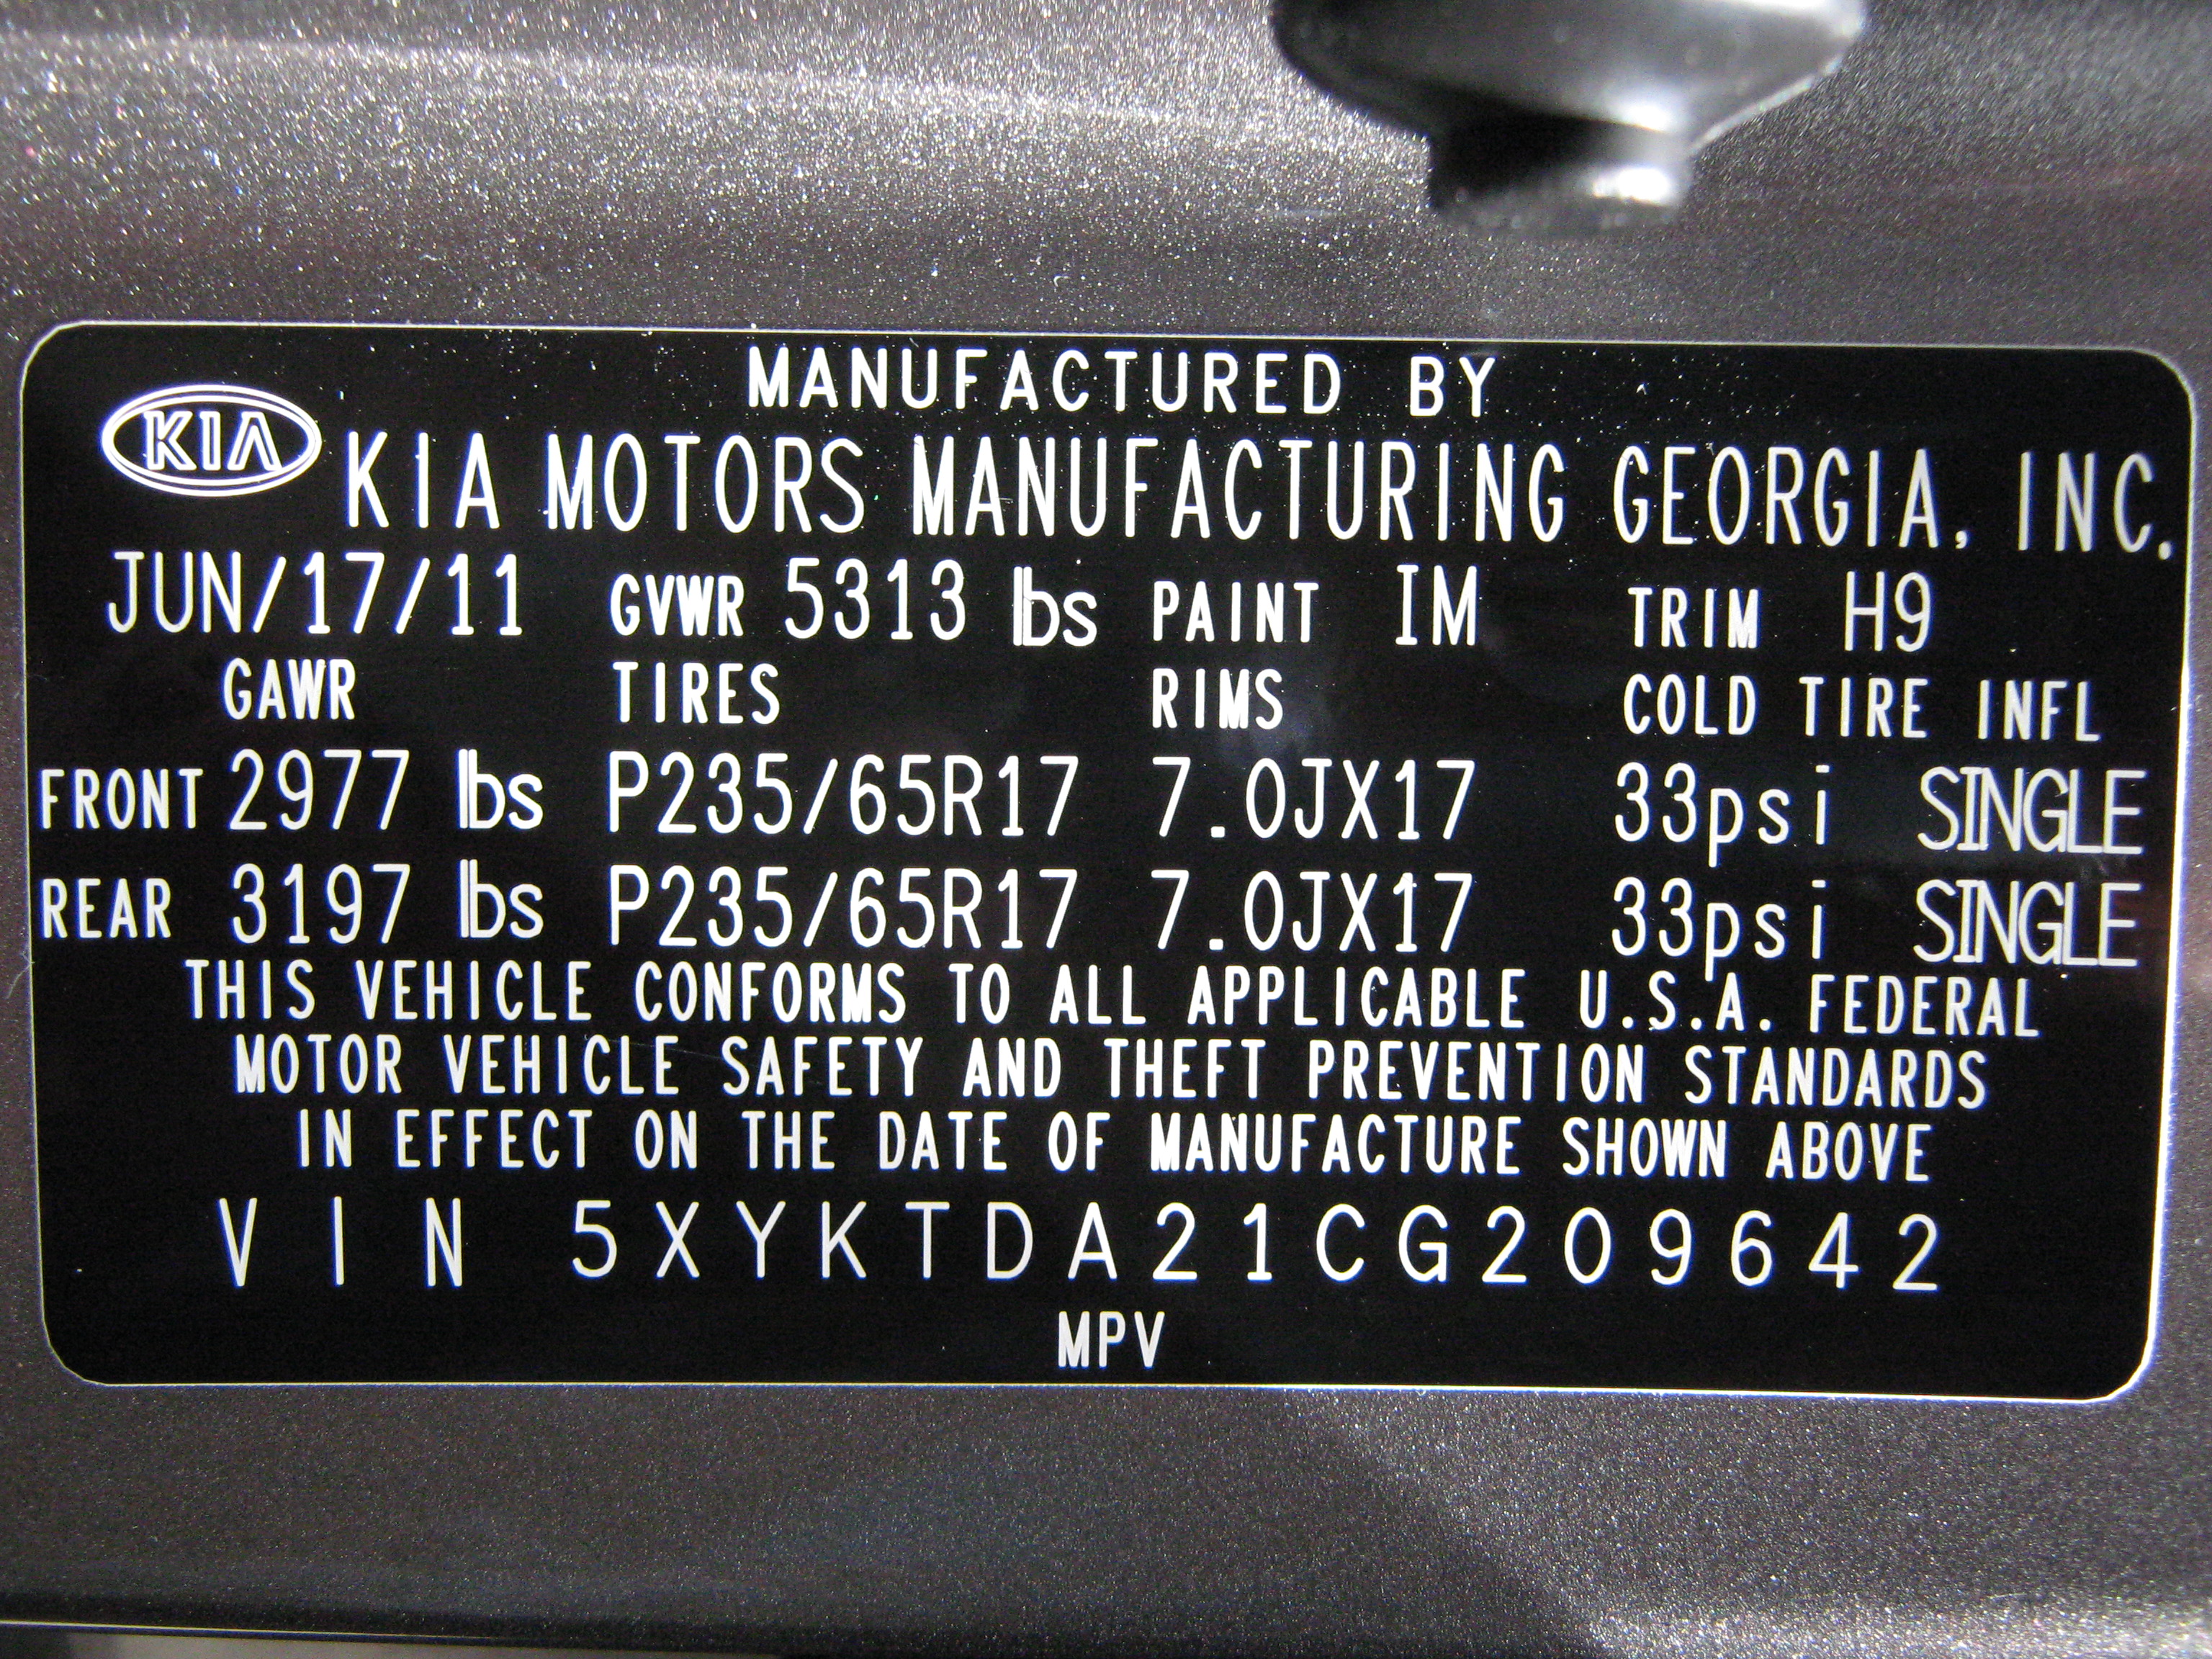 MANUFACTURED BY
KIA KIA MOTORS MANUFACTURING GEORGIA, INC.
JUN/17/11 GVWR 5313 lbs PAINT IM TRIM H9
GAWR TIRES RIMS COLD TIRE INFL
FRONT 2977 lbs P235/65R17 7.0JX17 33psi SINGLE
REAR 3197 lbs P235/65R17 7.0JX17 33psi SINGLE
THIS VEHICLE CONFORMS TO ALL APPLICABLE U.S.A. FEDERAL
MOTOR VEHICLE SAFETY AND THEFT PREVENTION STANDARDS
IN EFFECT ON THE DATE OF MANUFACTURE SHOWN ABOVE
VIN 5XYKTDA21CG209642
MPV